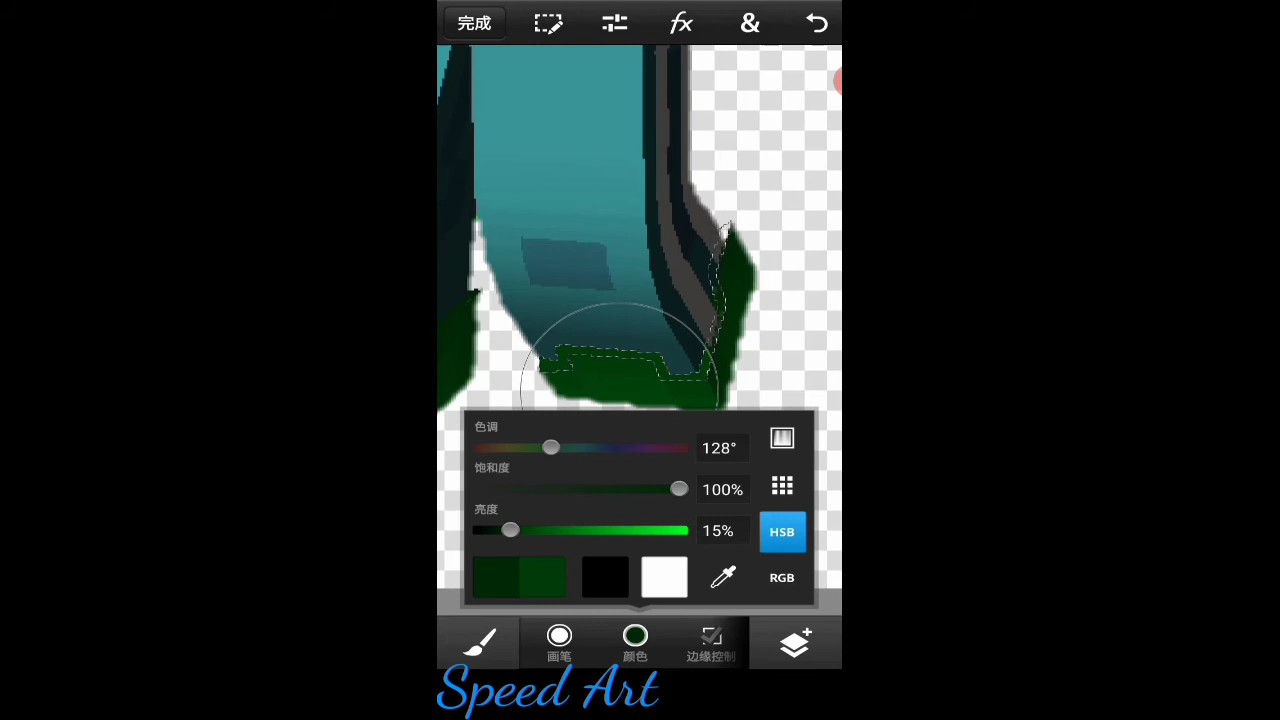 完成 fx &
色调
128°
饱和度
100%
亮度
15%
HSB
RGB
画笔 颜色 边缘控制
Speed Art